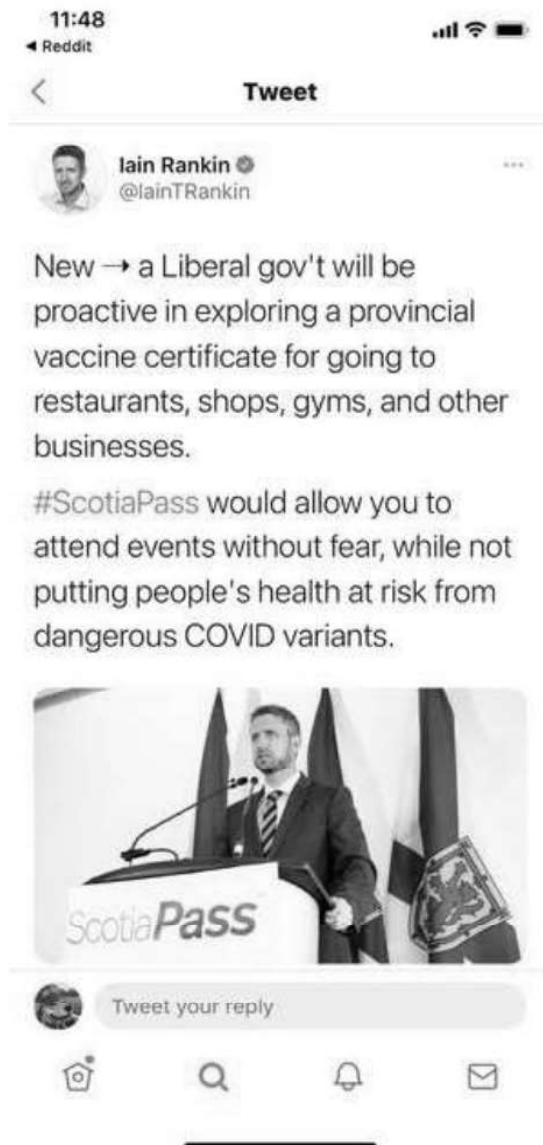 11:48
◀ Reddit
Tweet
Iain Rankin
@IainTRankin
New → a Liberal gov't will be
proactive in exploring a provincial
vaccine certificate for going to
restaurants, shops, gyms, and other
businesses.
#ScotiaPass would allow you to
attend events without fear, while not
putting people's health at risk from
dangerous COVID variants.
ScotiaPass
Tweet your reply